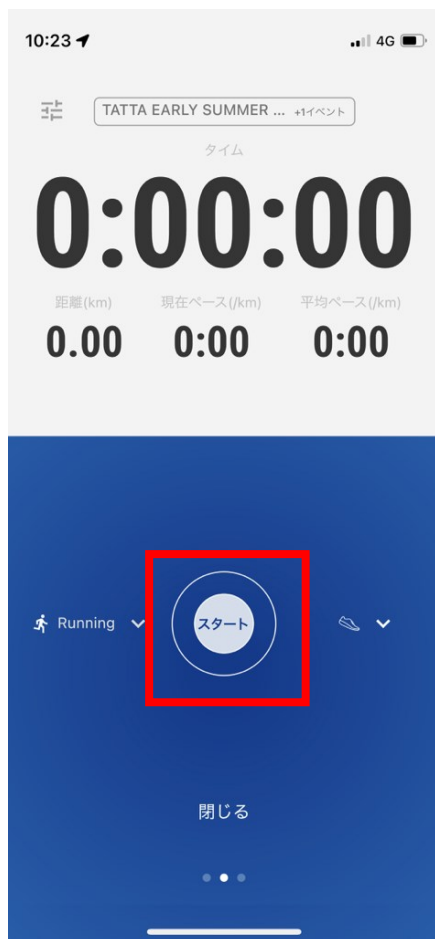 10:23
4G
TATTA EARLY SUMMER ... +1イベント
タイム
0:00:00
距離(km) 現在ペース(/km) 平均ペース(/km)
0.00 0:00 0:00
Running スタート
閉じる